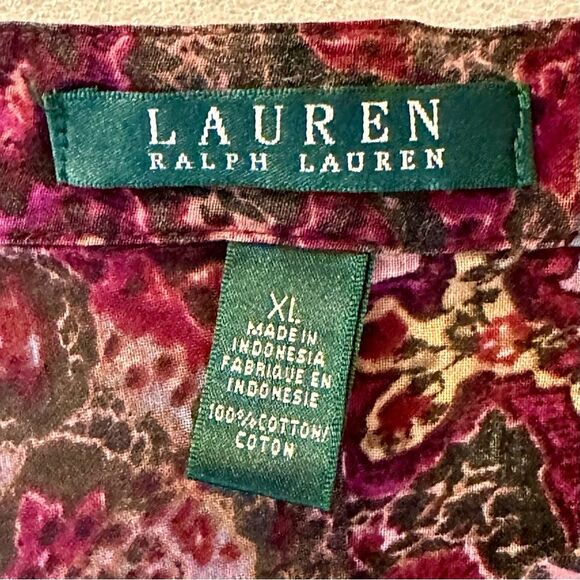 LAUREN
RALPH LAUREN
XL
MADE IN
INDONESIA
FABRIQUE EN
INDONESIE
100% COTTON/
COTON